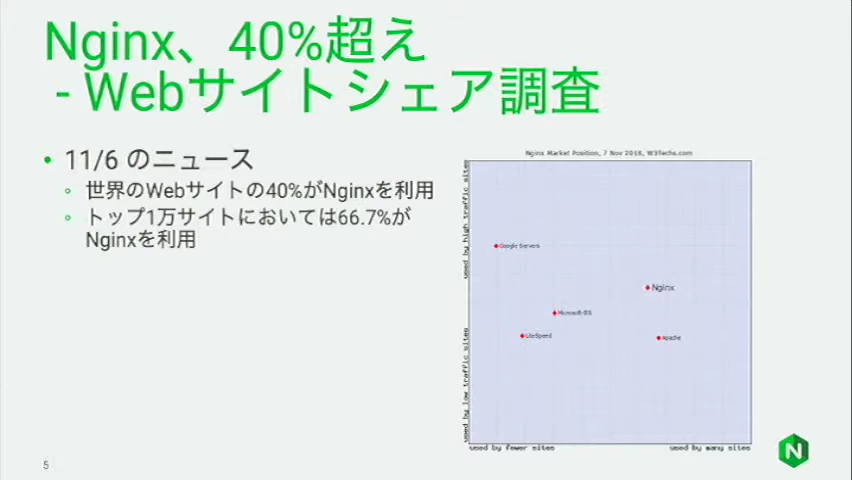 Nginx、40%超え
- Webサイトシェア調査
• 11/6 のニュース
◦ 世界のWebサイトの40%がNginxを利用
◦ トップ1万サイトにおいては66.7%が
Nginxを利用
Nginx Market Position, 7 Nov 2018, W3Techs.com
used by high traffic sites
Google Servers
Nginx
Microsoft-IIS
LiteSpeed
Apache
used by low traffic sites
used by fewer sites
used by many sites
N
5